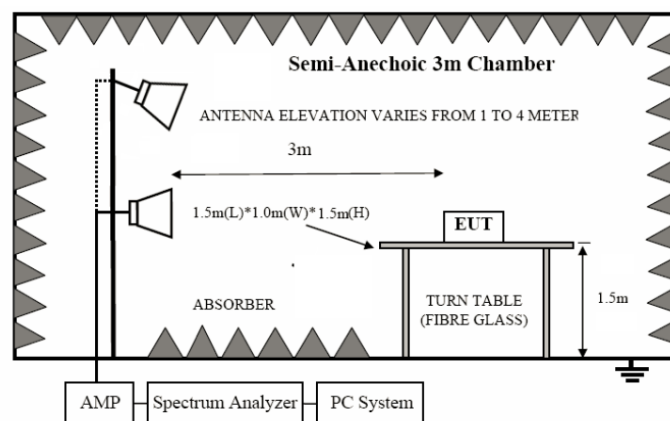 Semi-Anechoic 3m Chamber
ANTENNA ELEVATION VARIES FROM 1 TO 4 METER
3m
1.5m(L)*1.0m(W)*1.5m(H)
EUT
ABSORBER
TURN TABLE
(FIBRE GLASS)
1.5m
AMP
Spectrum Analyzer
PC System